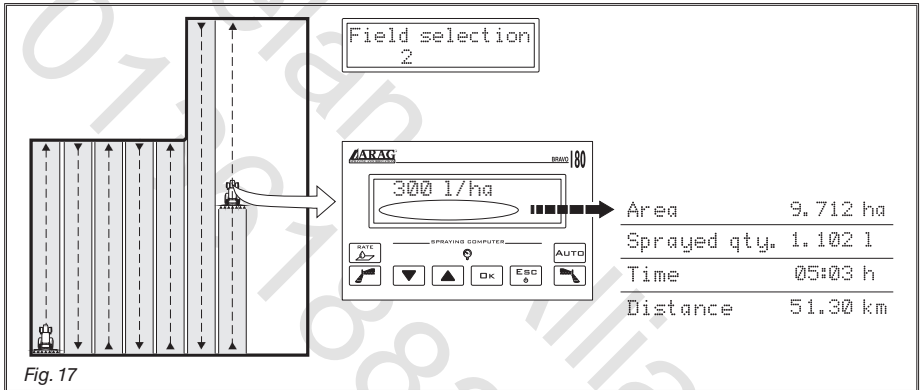 Field selection
2
ARAG
BRAVO 180
300 l/ha
SPRAYING COMPUTER
RATE
AUTO
OK
ESC
Area 9.712 ha
Sprayed qty. 1.102 l
Time 05:03 h
Distance 51.30 km
Fig. 17